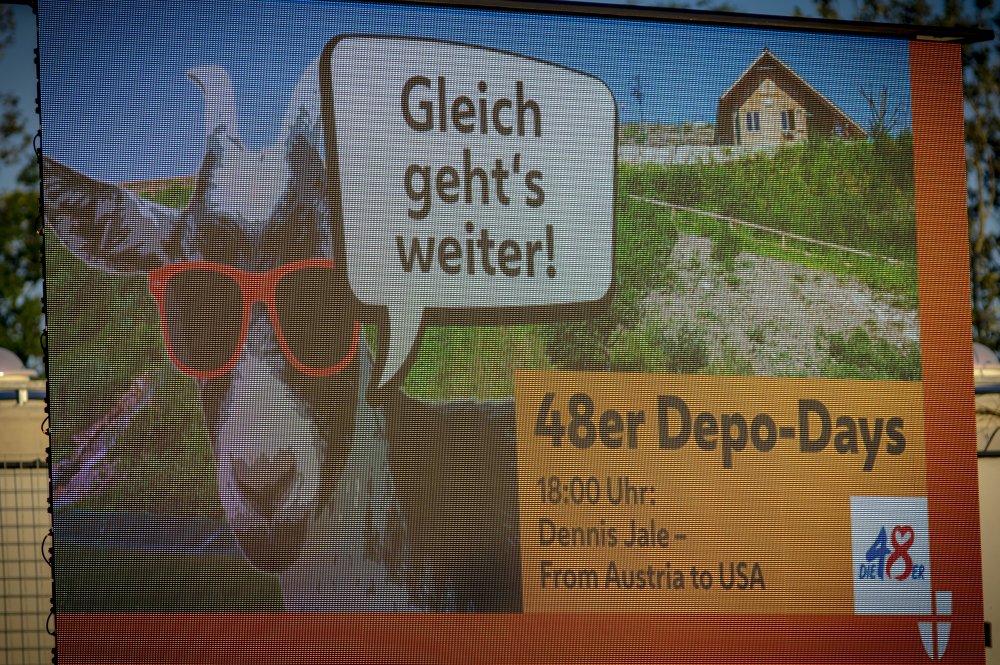 Gleich
geht's
weiter!
48er Depo-Days
18:00 Uhr:
Dennis Jale –
From Austria to USA
DIE 48ER